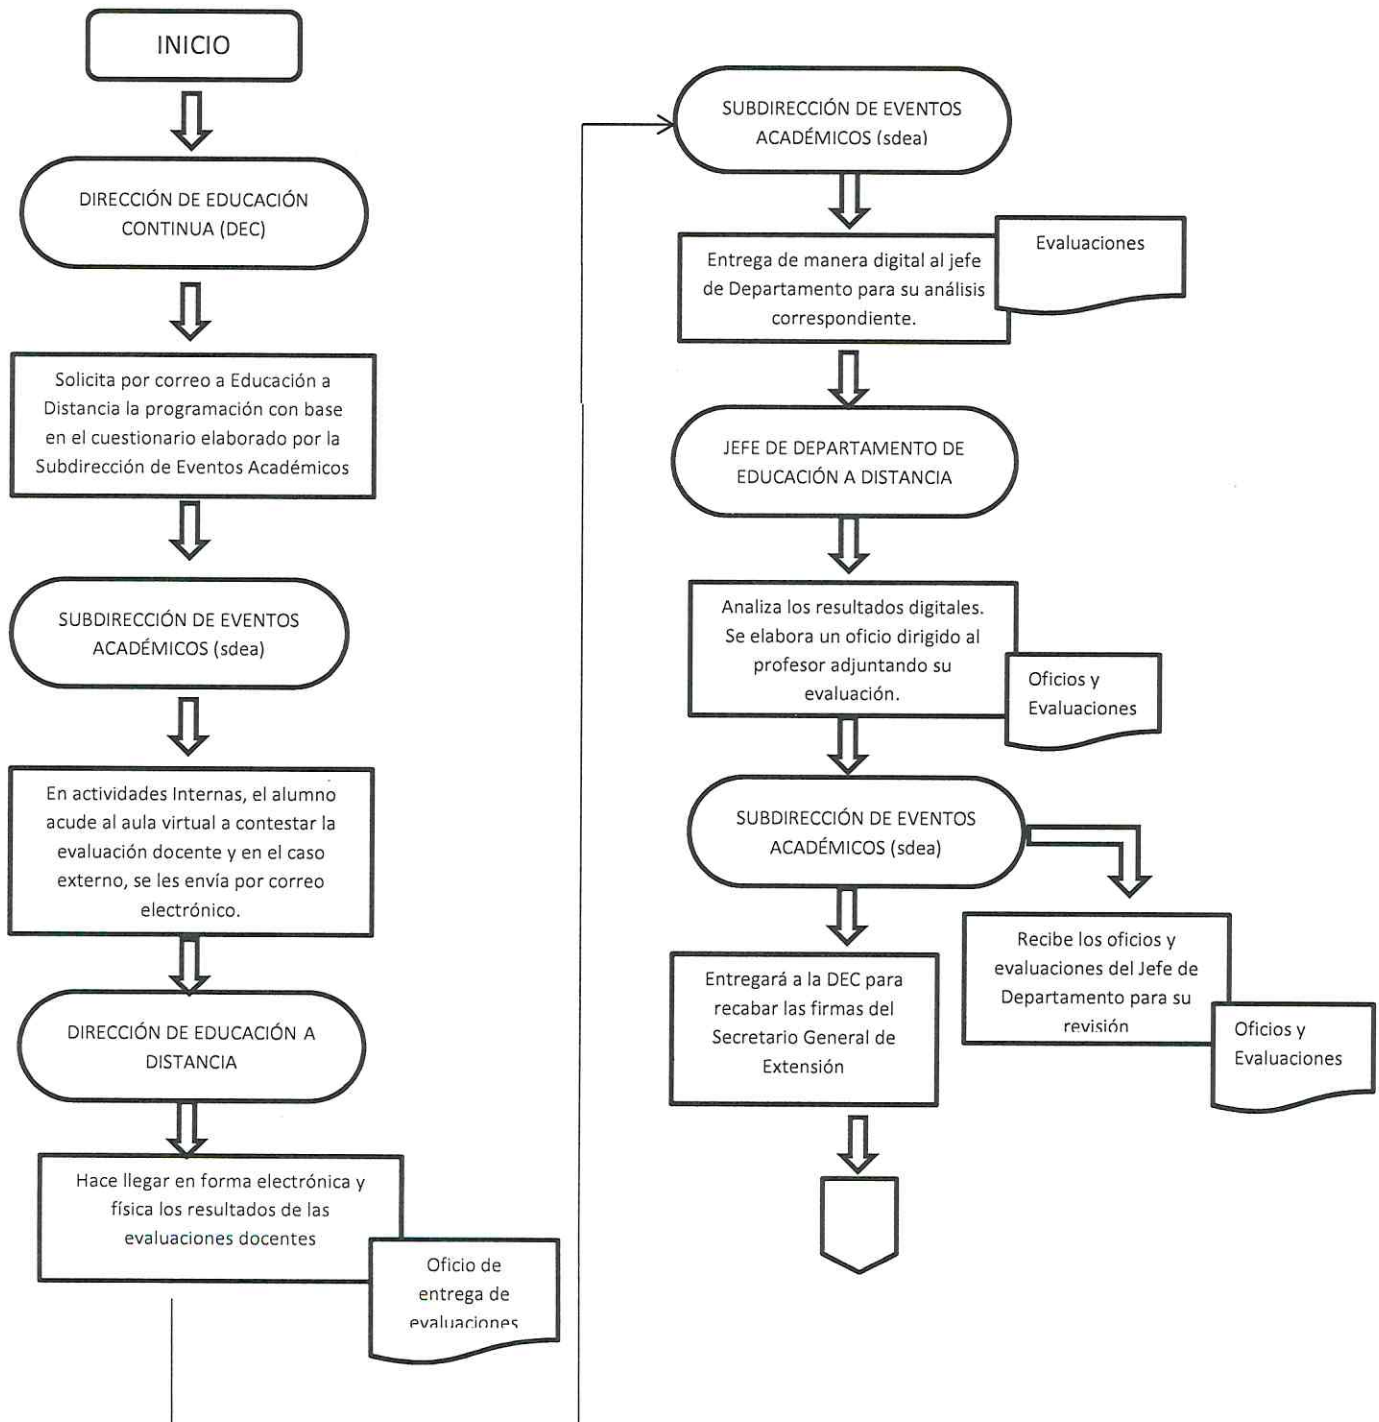 INICIO
DIRECCIÓN DE EDUCACIÓN
CONTINUA (DEC)
Solicita por correo a Educación a
Distancia la programación con base
en el cuestionario elaborado por la
Subdirección de Eventos Académicos
SUBDIRECCIÓN DE EVENTOS
ACADÉMICOS (sdea)
En actividades Internas, el alumno
acude al aula virtual a contestar la
evaluación docente y en el caso
externo, se les envía por correo
electrónico.
DIRECCIÓN DE EDUCACIÓN A
DISTANCIA
Hace llegar en forma electrónica y
física los resultados de las
evaluaciones docentes
Oficio de
entrega de
evaluaciones
SUBDIRECCIÓN DE EVENTOS
ACADÉMICOS (sdea)
Entrega de manera digital al jefe
de Departamento para su análisis
correspondiente.
Evaluaciones
JEFE DE DEPARTAMENTO DE
EDUCACIÓN A DISTANCIA
Analiza los resultados digitales.
Se elabora un oficio dirigido al
profesor adjuntando su
evaluación.
Oficios y
Evaluaciones
SUBDIRECCIÓN DE EVENTOS
ACADÉMICOS (sdea)
Entregará a la DEC para
recabar las firmas del
Secretario General de
Extensión
Recibe los oficios y
evaluaciones del Jefe de
Departamento para su
revisión
Oficios y
Evaluaciones